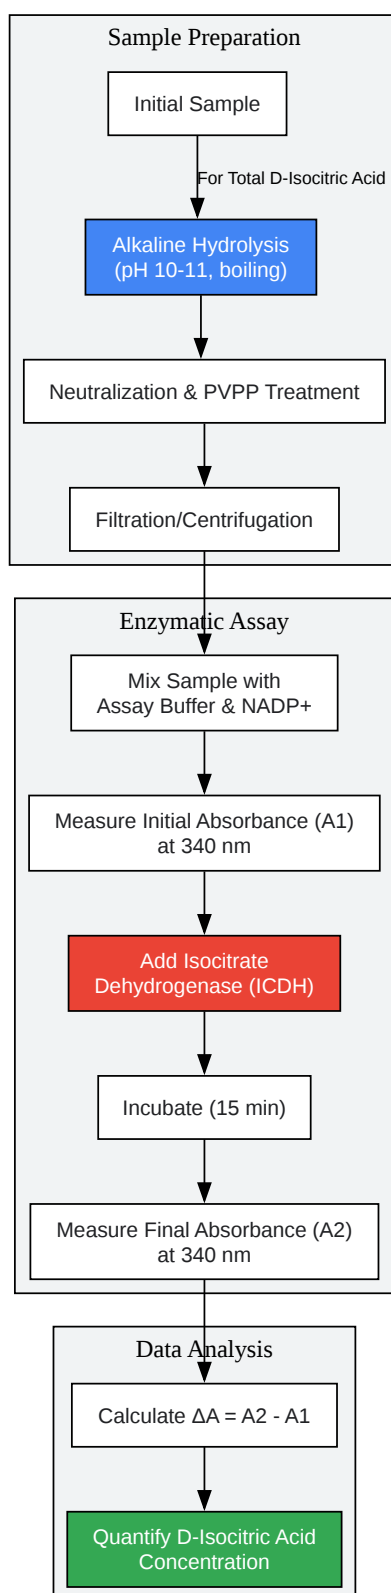 Sample Preparation
Initial Sample
For Total D-Isocitric Acid
Alkaline Hydrolysis
(pH 10-11, boiling)
Neutralization & PVPP Treatment
Filtration/Centrifugation
Enzymatic Assay
Mix Sample with
Assay Buffer & NADP+
Measure Initial Absorbance (A1)
at 340 nm
Add Isocitrate
Dehydrogenase (ICDH)
Incubate (15 min)
Measure Final Absorbance (A2)
at 340 nm
Data Analysis
Calculate ΔA = A2 - A1
Quantify D-Isocitric Acid
Concentration